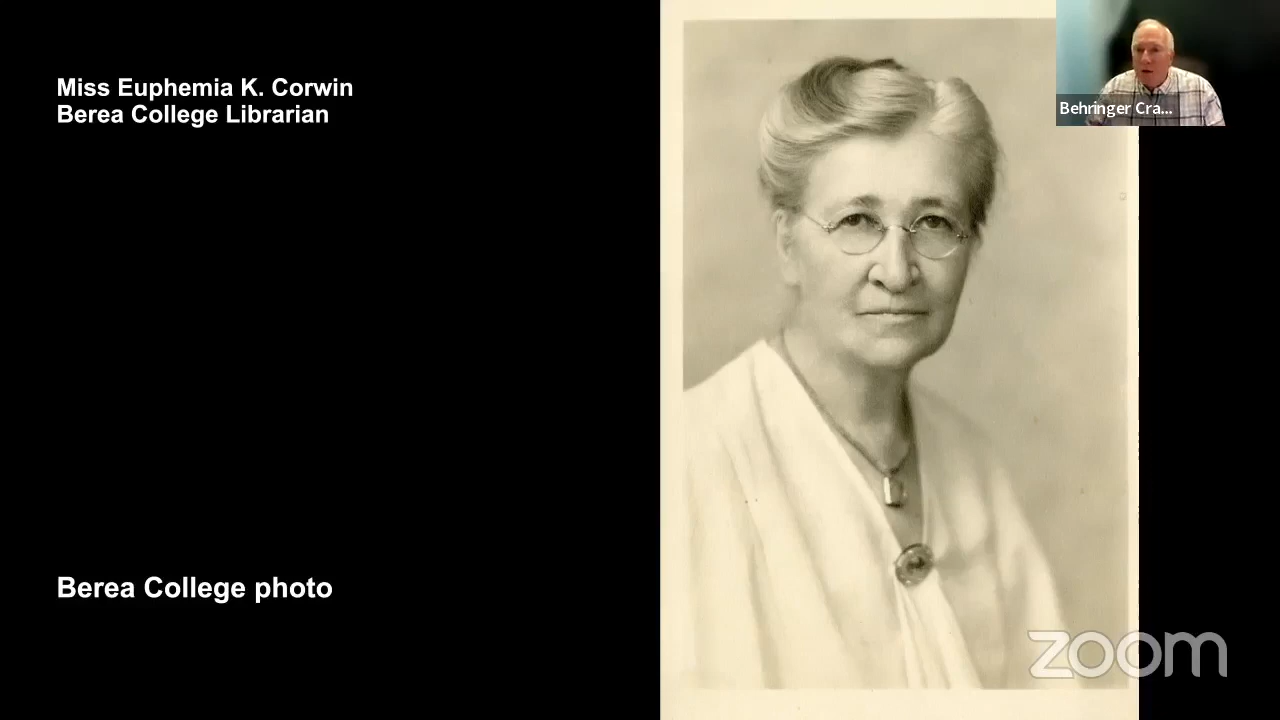 Miss Euphemia K. Corwin
Berea College Librarian
Behringer Cra...
Berea College photo
zoom